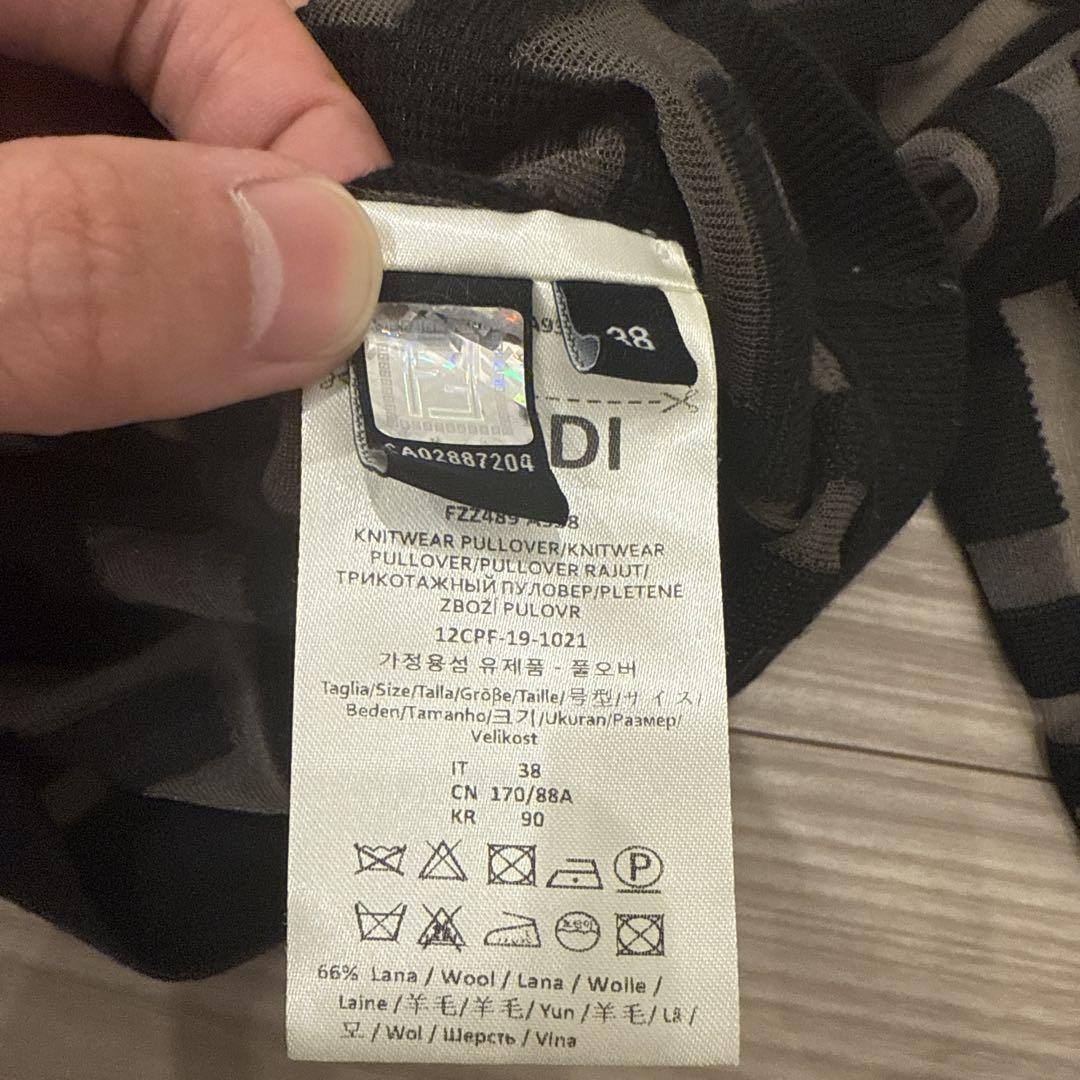 38
CA02887204
DI
FZZ489 A9
KNITWEAR PULLOVER/KNITWEAR
PULLOVER/PULLOVER RAJUT/
ТРИКОТАЖНЫЙ ПУЛОВЕР/PLETENÉ
ZBOŽÍ PULOVR
12CPF-19-1021
가정용섬 유제품 - 풀오버
Taglia/Size/Talla/Größe/Taille/号型/サイズ/
Beden/Tamanho/크기/Ukuran/Размер/
Velikost
IT 38
CN 170/88A
KR 90
P
66% Lana / Wool / Lana / Wolle /
Laine / 羊毛/羊毛/ Yun / 羊毛/ Lã /
모 / Wol / Шерсть / Vlna